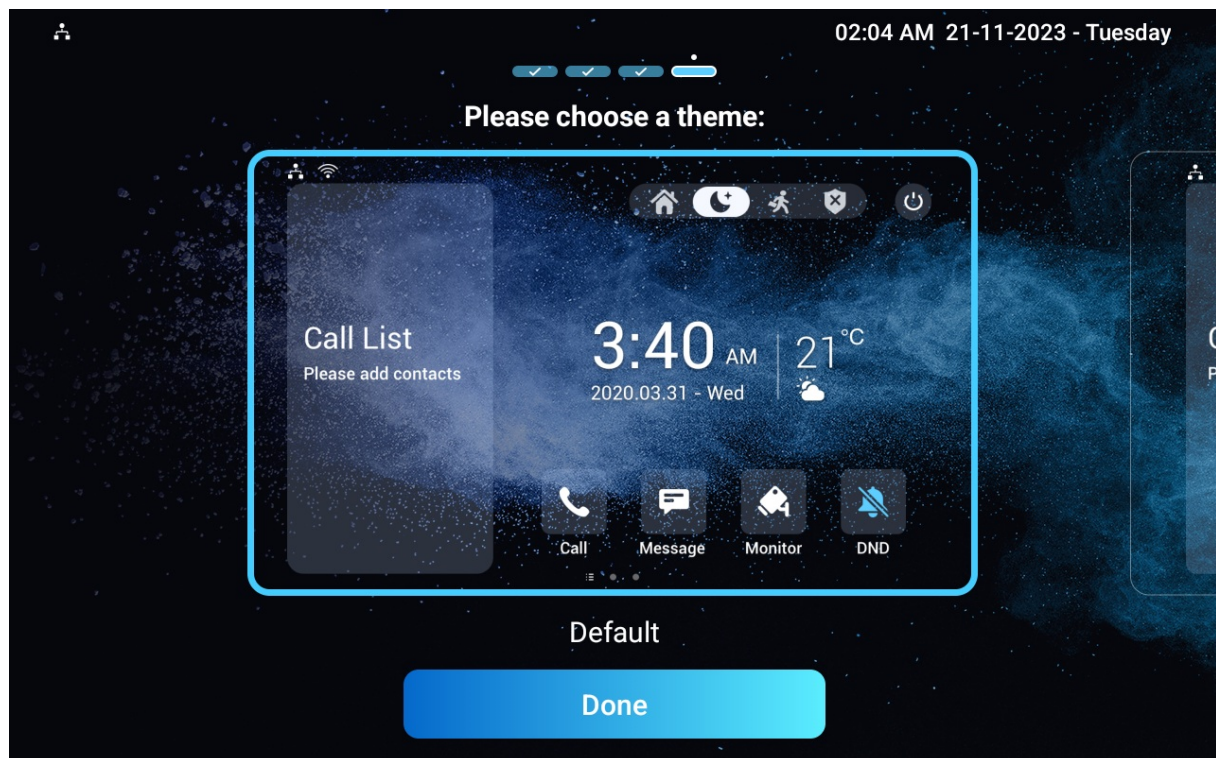 02:04 AM 21-11-2023 - Tuesday
Please choose a theme:
Call List
Please add contacts
3:40 AM
21°C
2020.03.31 - Wed
Call
Message
Monitor
DND
Default
Done